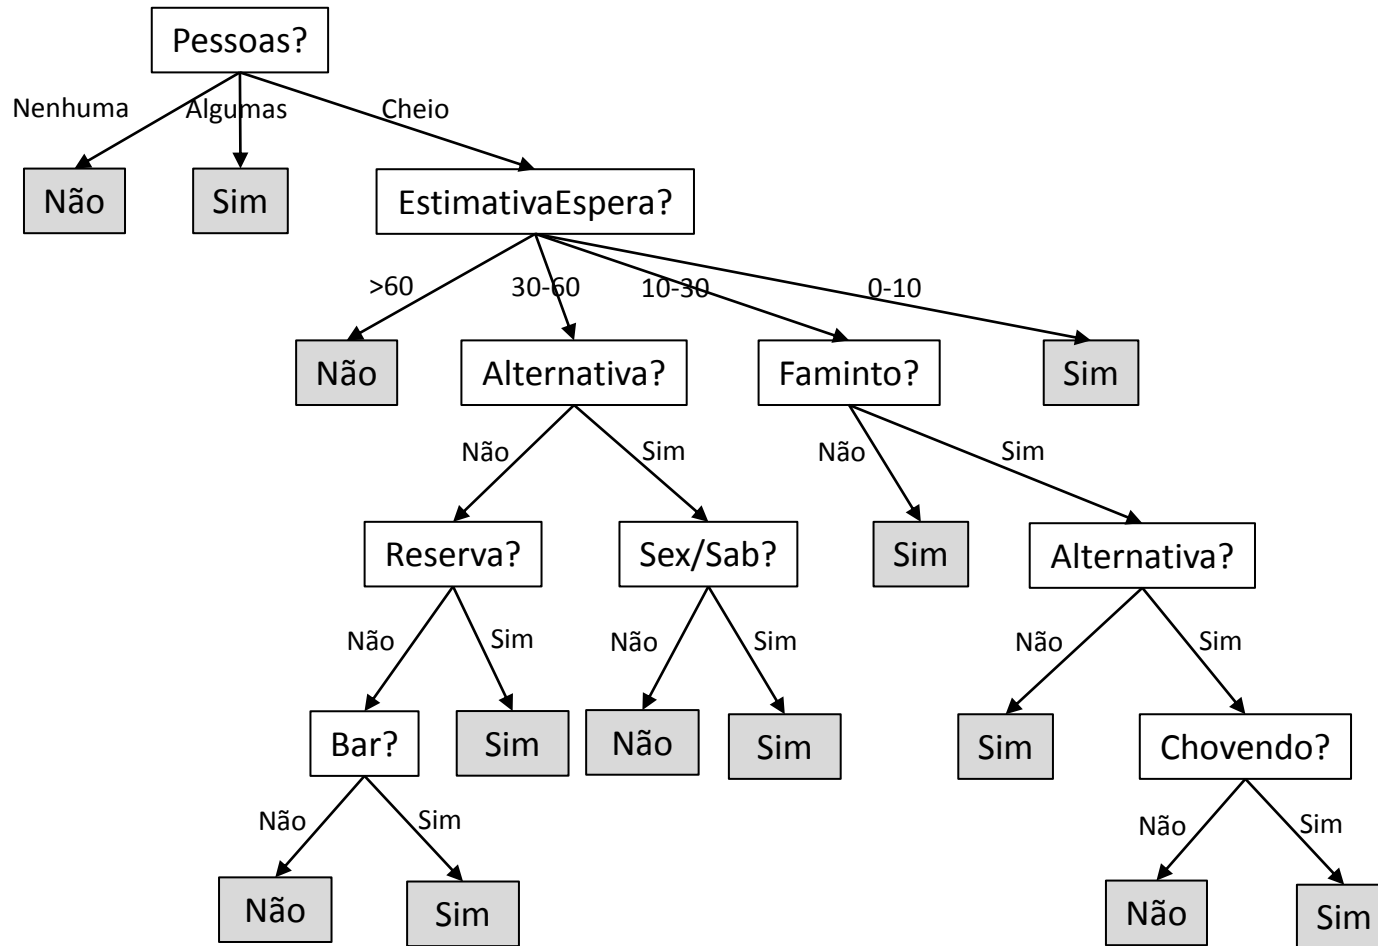 Pessoas?
Nenhuma
Algumas
Cheio
Não
Sim
EstimativaEspera?
>60
30-60
10-30
0-10
Não
Alternativa?
Faminto?
Sim
Não
Sim
Não
Sim
Reserva?
Sex/Sab?
Sim
Alternativa?
Não
Sim
Não
Sim
Não
Sim
Bar?
Sim
Não
Sim
Sim
Chovendo?
Não
Sim
Não
Sim
Não
Sim
Não
Sim